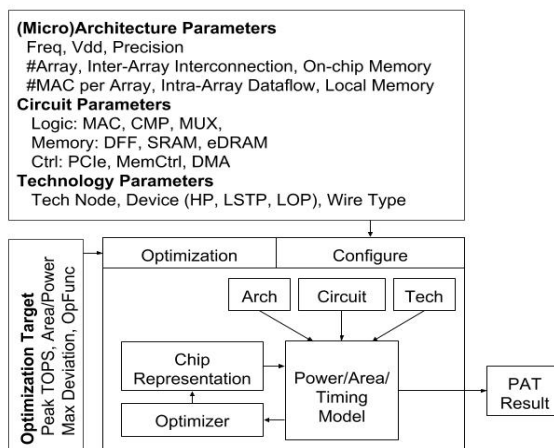 (Micro)Architecture Parameters
Freq, Vdd, Precision
#Array, Inter-Array Interconnection, On-chip Memory
#MAC per Array, Intra-Array Dataflow, Local Memory
Circuit Parameters
Logic: MAC, CMP, MUX,
Memory: DFF, SRAM, eDRAM
Ctrl: PCIe, MemCtrl, DMA
Technology Parameters
Tech Node, Device (HP, LSTP, LOP), Wire Type
Optimization Target
Peak TOPS, Area/Power
Max Deviation, OpFunc
Optimization
Configure
Arch
Circuit
Tech
Chip
Representation
Optimizer
Power/Area/
Timing
Model
PAT
Result